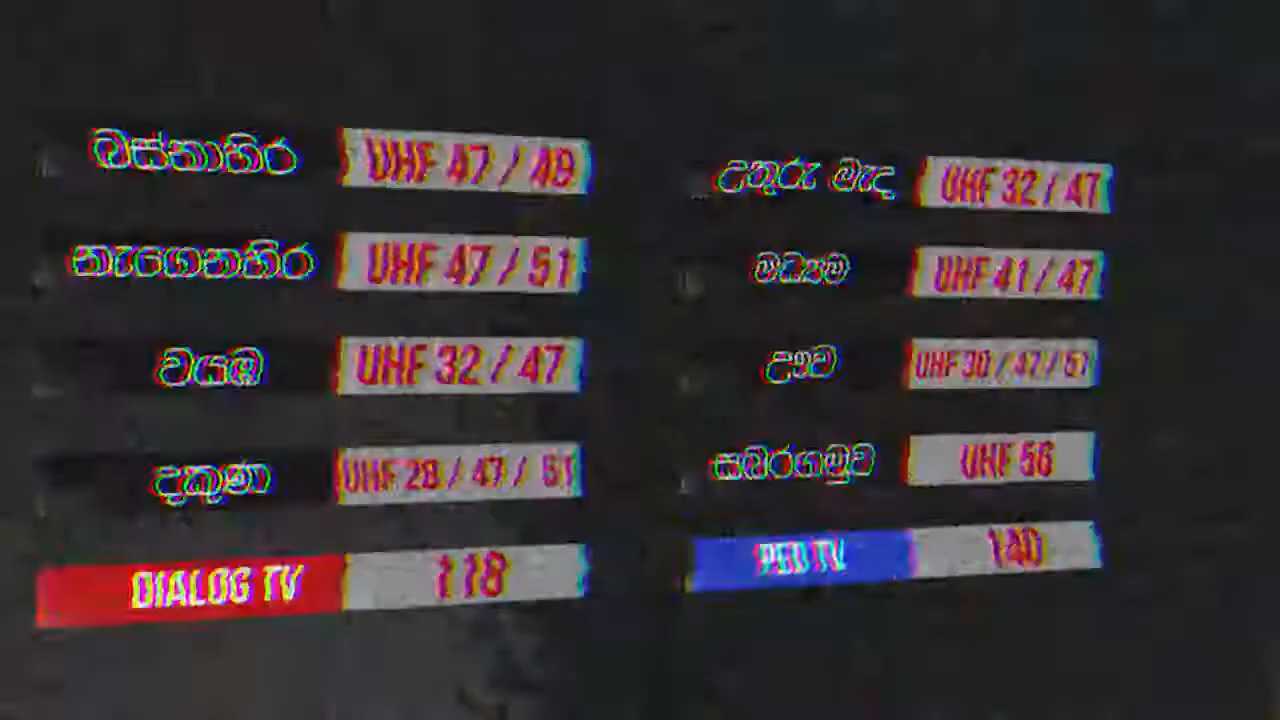 බස්නාහිර UHF 47 / 49
නැගෙනහිර UHF 47 / 51
වයඹ UHF 32 / 47
දකුණ UHF 28 / 47 / 51
DIALOG TV 118
උතුරු මැද UHF 32 / 47
මධ්‍යම UHF 41 / 47
ඌව UHF 30 / 47 / 51
සබරගමුව UHF 56
PEO TV 140